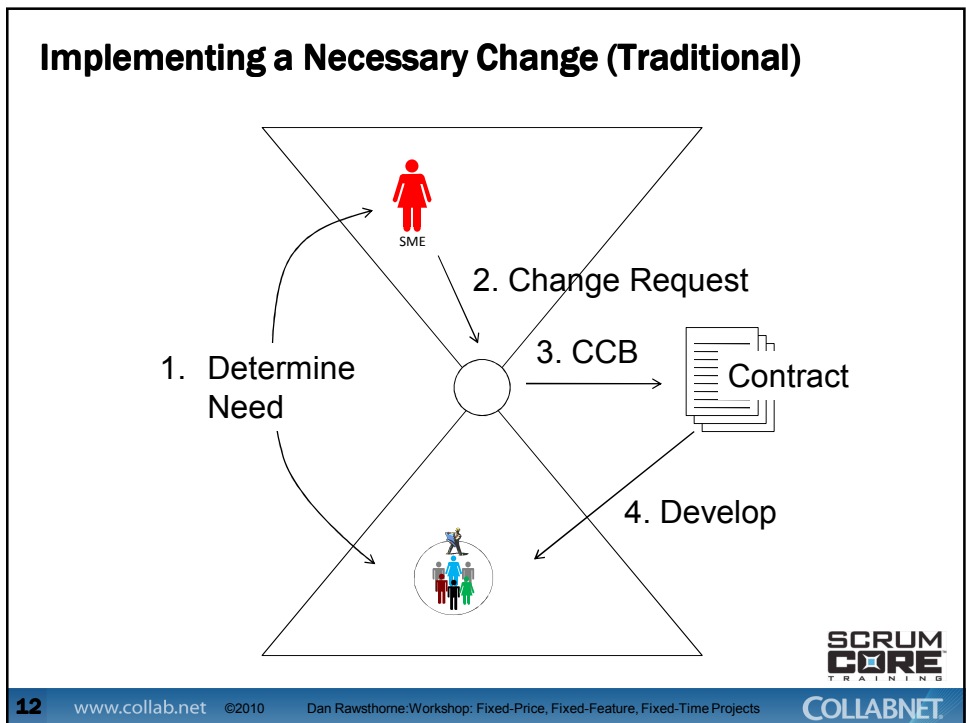 Implementing a Necessary Change (Traditional)
SME
2. Change Request
3. CCB
Contract
1. Determine
Need
4. Develop
SCRUM
CORE
TRAINING
12 www.collab.net ©2010 Dan Rawsthorne:Workshop: Fixed-Price, Fixed-Feature, Fixed-Time Projects COLLABNET.